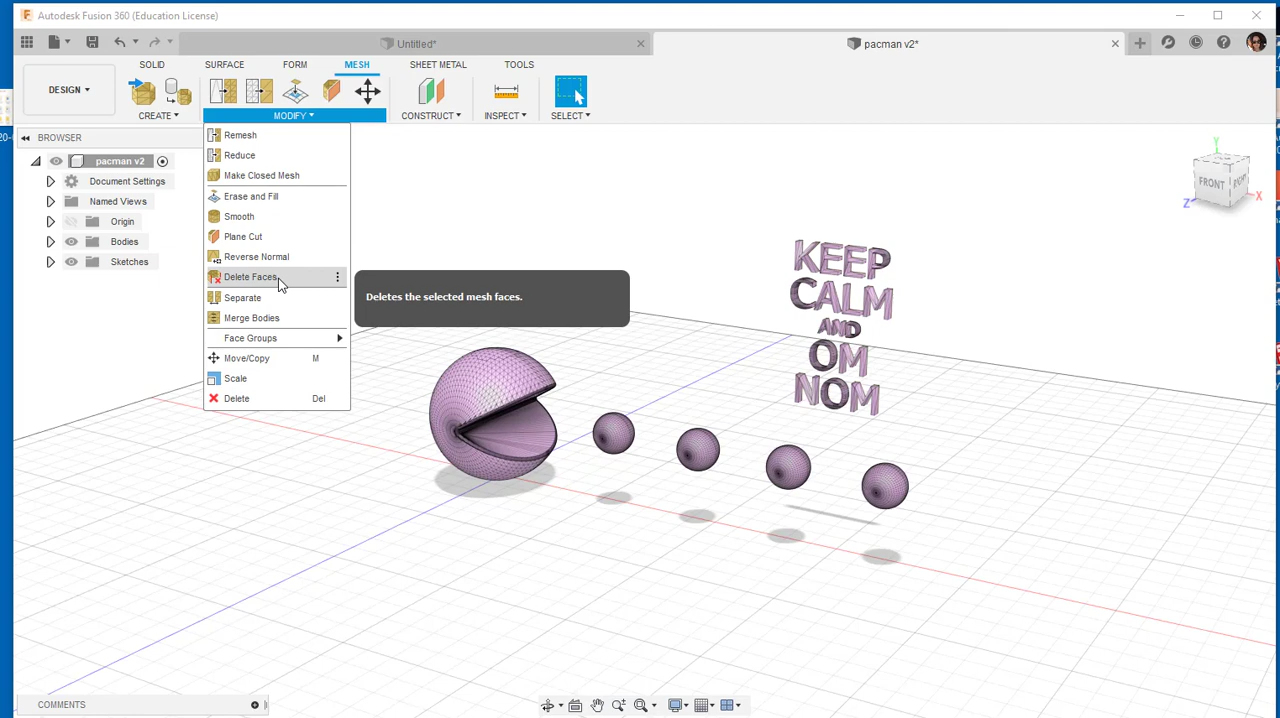 Autodesk Fusion 360 (Education License)
Untitled*
pacman v2*
SOLID
SURFACE
FORM
MESH
SHEET METAL
TOOLS
DESIGN
CREATE
MODIFY
CONSTRUCT
INSPECT
SELECT
BROWSER
pacman v2
Document Settings
Named Views
Origin
Bodies
Sketches
Remesh
Reduce
Make Closed Mesh
Erase and Fill
Smooth
Plane Cut
Reverse Normal
Delete Faces
Separate
Merge Bodies
Face Groups
Move/Copy M
Scale
Delete Del
Deletes the selected mesh faces.
KEEP
CALM
AND
OM
NOM
Y
FRONT
RIGHT
Z
X
COMMENTS